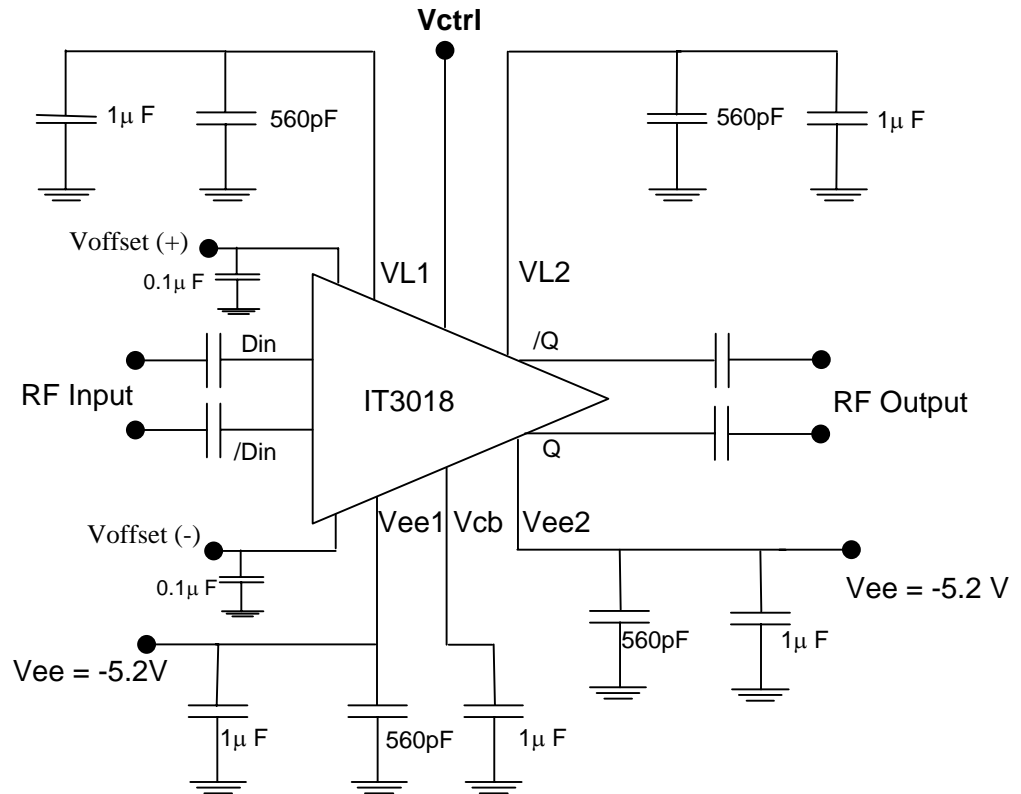 Vctrl
1μ F
560pF
560pF
1μ F
Voffset (+)
0.1μ F
VL1
VL2
Din
/Q
RF Input
IT3018
RF Output
/Din
Q
Voffset (-)
Vee1
Vcb
Vee2
0.1μ F
Vee = -5.2 V
560pF
1μ F
Vee = -5.2V
1μ F
560pF
1μ F